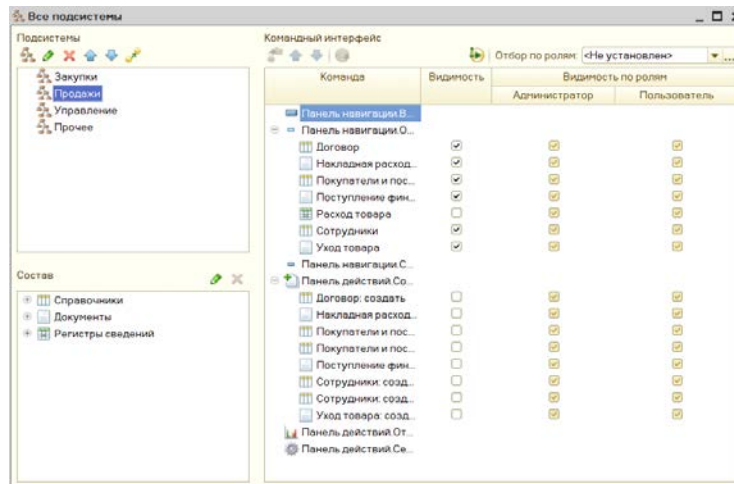 Все подсистемы
Подсистемы
Закупки
Продажи
Управление
Прочее
Состав
Справочники
Документы
Регистры сведений
Командный интерфейс
Отбор по ролям: <Не установлен>
Команда
Видимость
Видимость по ролям
Администратор
Пользователь
Панель навигации.В...
Панель навигации.О...
Договор
Накладная расход...
Покупатели и пос...
Поступление фин...
Расход товара
Сотрудники
Уход товара
Панель навигации.С...
Панель действий.Со...
Договор: создать
Накладная расход...
Покупатели и пос...
Покупатели и пос...
Поступление фин...
Сотрудники: созд...
Сотрудники: созд...
Уход товара: созд...
Панель действий.От...
Панель действий.Се...